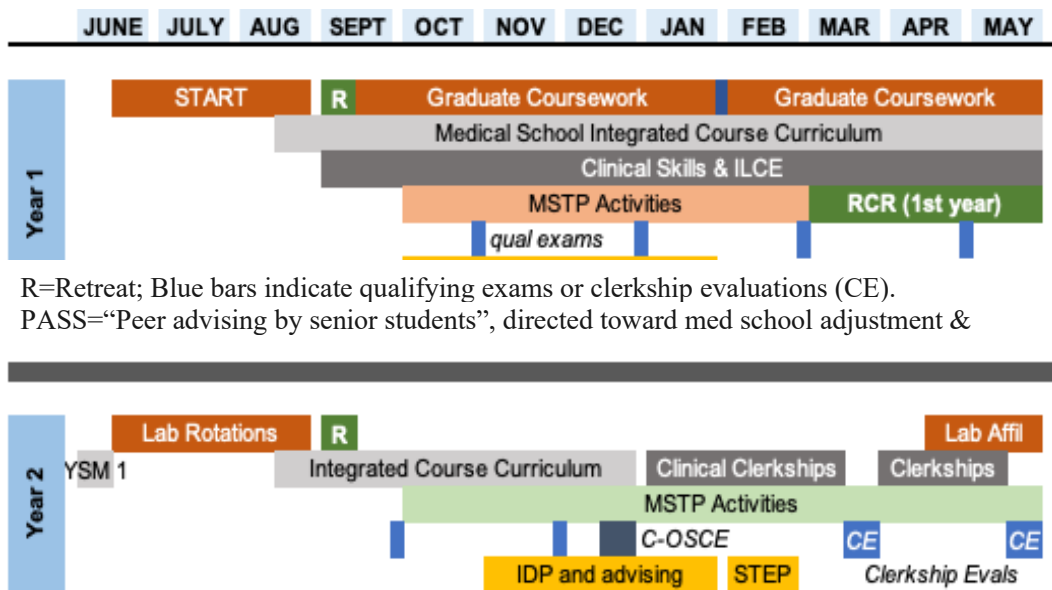 JUNE JULY AUG SEPT OCT NOV DEC JAN FEB MAR APR MAY
Year 1
START R Graduate Coursework Graduate Coursework
Medical School Integrated Course Curriculum
Clinical Skills & ILCE
MSTP Activities RCR (1st year)
qual exams
R=Retreat; Blue bars indicate qualifying exams or clerkship evaluations (CE).
PASS=“Peer advising by senior students”, directed toward med school adjustment &
Year 2
Lab Rotations R Lab Affil
YSM 1 Integrated Course Curriculum Clinical Clerkships Clerkships
MSTP Activities
C-OSCE CE CE
IDP and advising STEP Clerkship Evals